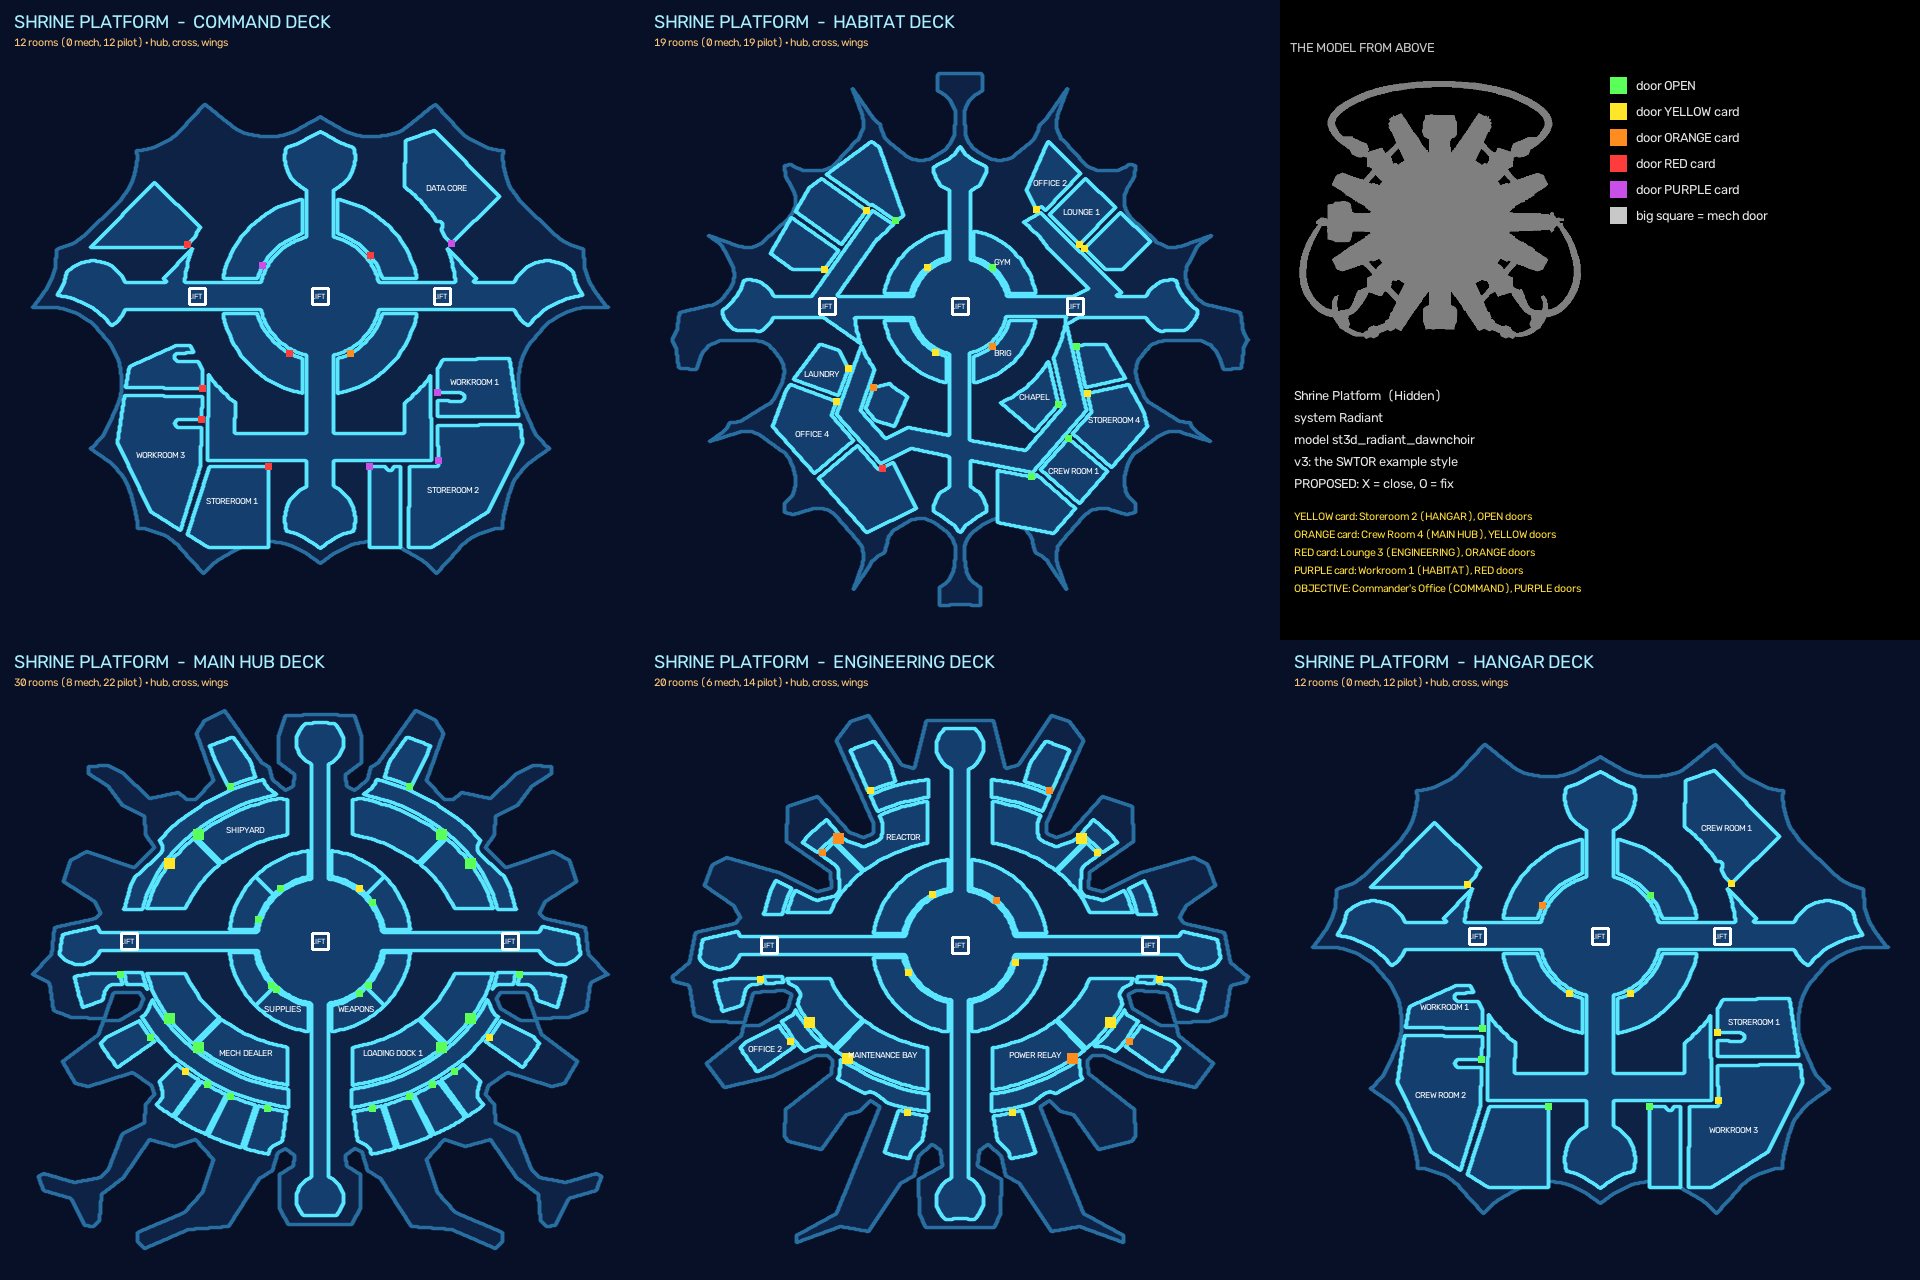 SHRINE PLATFORM - COMMAND DECK
12 rooms (0 mech, 12 pilot) • hub, cross, wings
DATA CORE
LIFT
LIFT
LIFT
WORKROOM 1
WORKROOM 3
STOREROOM 1
STOREROOM 2
SHRINE PLATFORM - HABITAT DECK
19 rooms (0 mech, 19 pilot) • hub, cross, wings
OFFICE 2
LOUNGE 1
GYM
LIFT
LIFT
LIFT
BRIG
LAUNDRY
CHAPEL
STOREROOM 4
OFFICE 4
CREW ROOM 1
THE MODEL FROM ABOVE
door OPEN
door YELLOW card
door ORANGE card
door RED card
door PURPLE card
big square = mech door
Shrine Platform (Hidden)
system Radiant
model st3d_radiant_dawnchoir
v3: the SWTOR example style
PROPOSED: X = close, O = fix
YELLOW card: Storeroom 2 (HANGAR), OPEN doors
ORANGE card: Crew Room 4 (MAIN HUB), YELLOW doors
RED card: Lounge 3 (ENGINEERING), ORANGE doors
PURPLE card: Workroom 1 (HABITAT), RED doors
OBJECTIVE: Commander's Office (COMMAND), PURPLE doors
SHRINE PLATFORM - MAIN HUB DECK
30 rooms (8 mech, 22 pilot) • hub, cross, wings
SHIPYARD
LIFT
LIFT
LIFT
SUPPLIES
WEAPONS
MECH DEALER
LOADING DOCK 1
SHRINE PLATFORM - ENGINEERING DECK
20 rooms (6 mech, 14 pilot) • hub, cross, wings
REACTOR
LIFT
LIFT
LIFT
OFFICE 2
MAINTENANCE BAY
POWER RELAY
SHRINE PLATFORM - HANGAR DECK
12 rooms (0 mech, 12 pilot) • hub, cross, wings
CREW ROOM 1
LIFT
LIFT
LIFT
WORKROOM 1
STOREROOM 1
CREW ROOM 2
WORKROOM 3